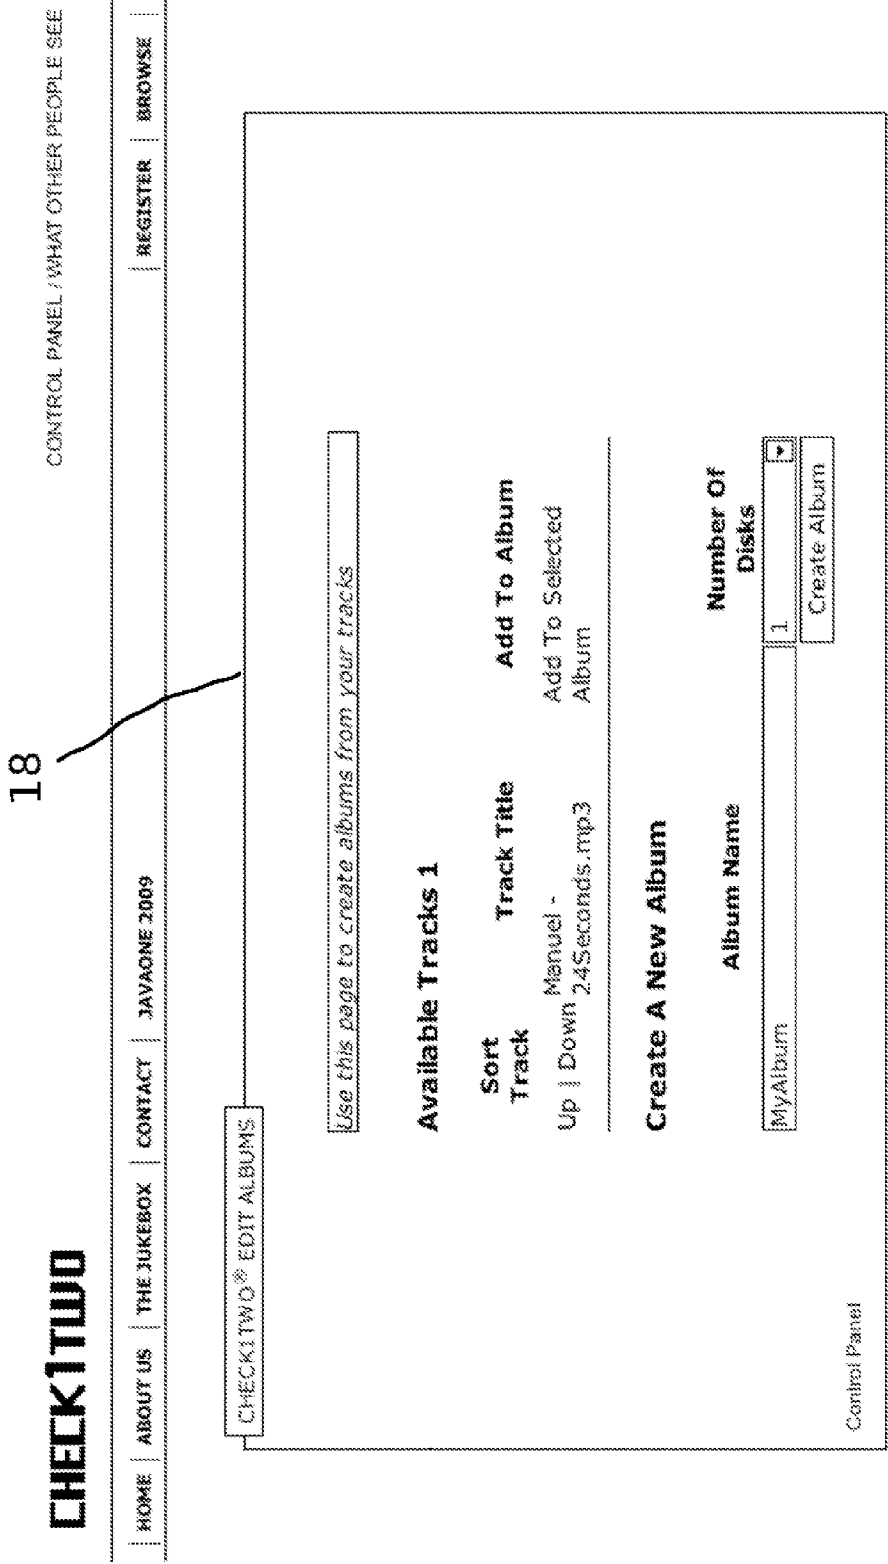 18
CHECK1TWO
CONTROL PANEL / WHAT OTHER PEOPLE SEE
HOME | ABOUT US | THE JUKEBOX | CONTACT | JAVAONE 2009 | REGISTER | BROWSE
CHECK1TWO® EDIT ALBUMS
Use this page to create albums from your tracks
Available Tracks 1
Sort Track
Track Title
Add To Album
Up | Down
Manuel -
24Seconds.mp3
Add To Selected
Album
Create A New Album
Album Name
Number Of
Disks
MyAlbum
1
Create Album
Control Panel